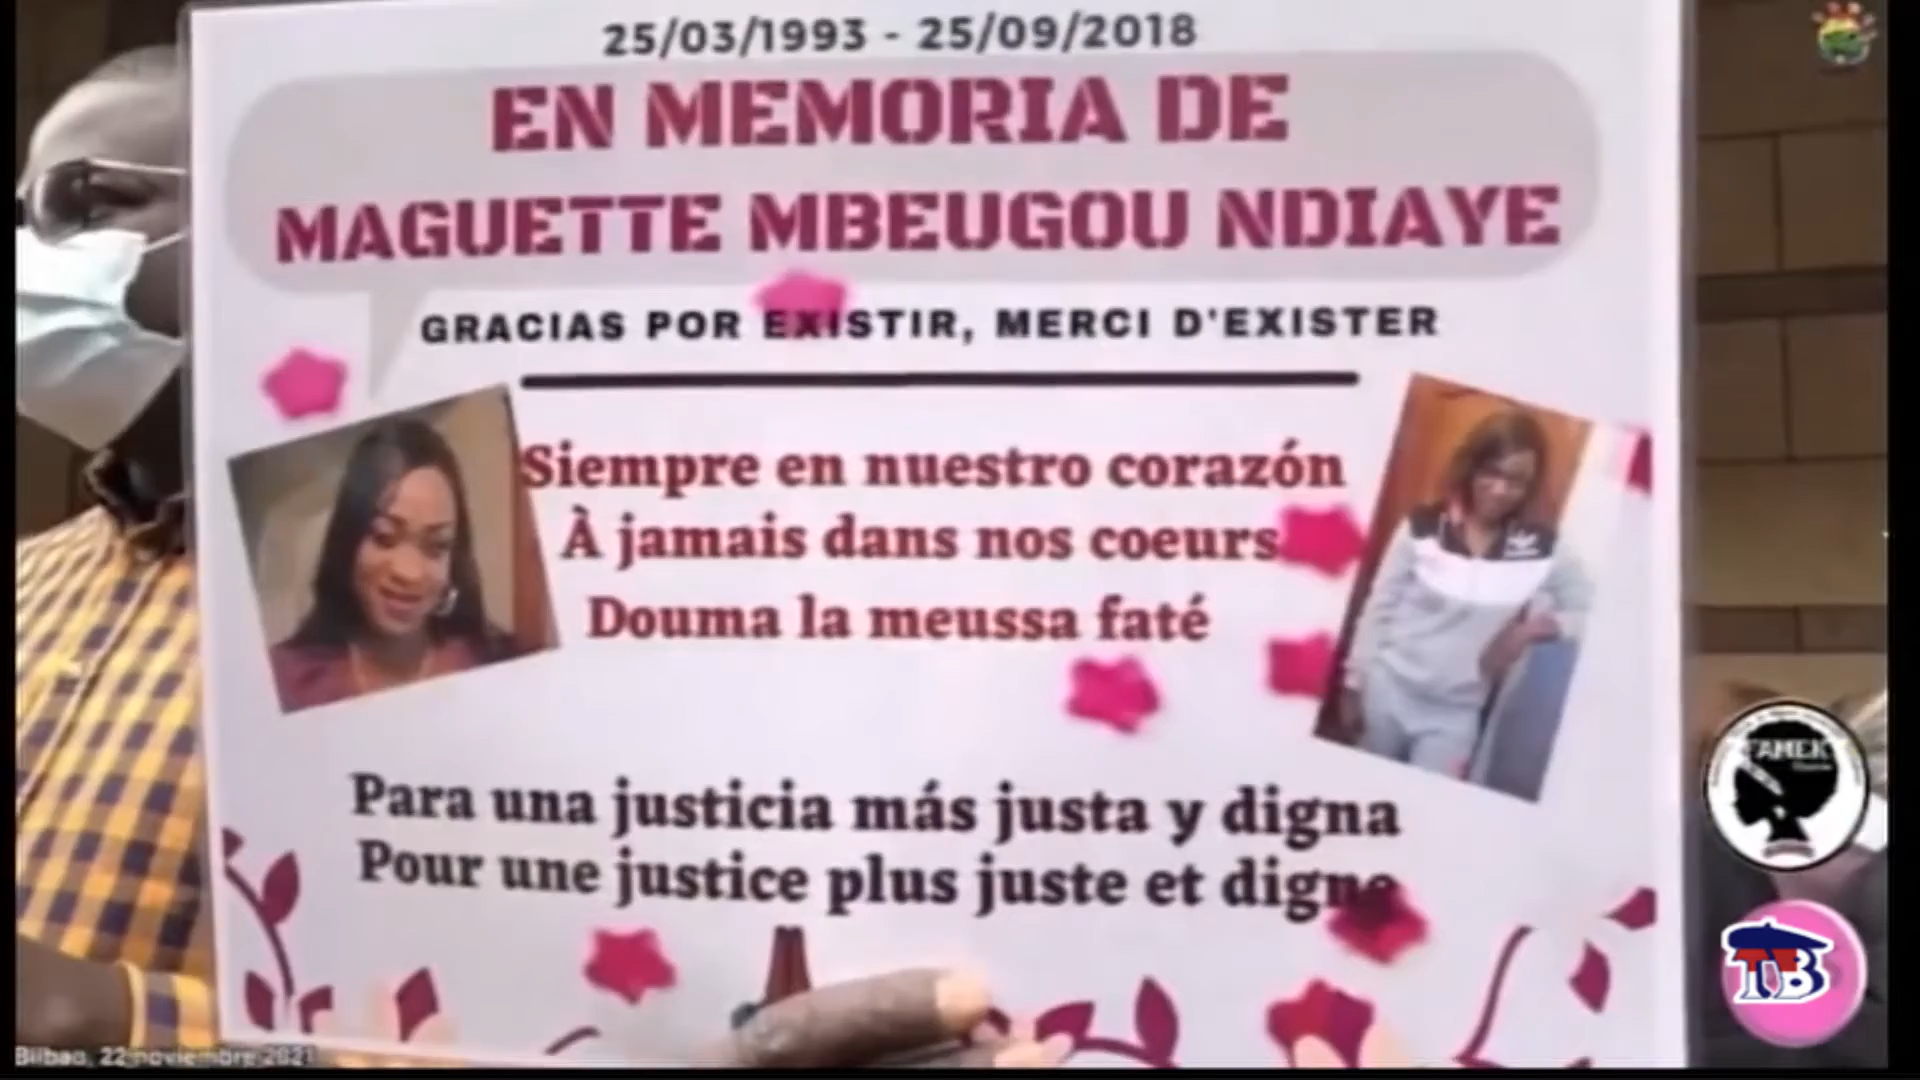 25/03/1993 - 25/09/2018
EN MEMORIA DE
MAGUETTE MBEUGOU NDIAYE
GRACIAS POR EXISTIR, MERCI D'EXISTER
Siempre en nuestro corazón
À jamais dans nos coeurs
Douma la meussa faté
Para una justicia más justa y digna
Pour une justice plus juste et digne
TB
Bilbao, 22 noviembre 2021